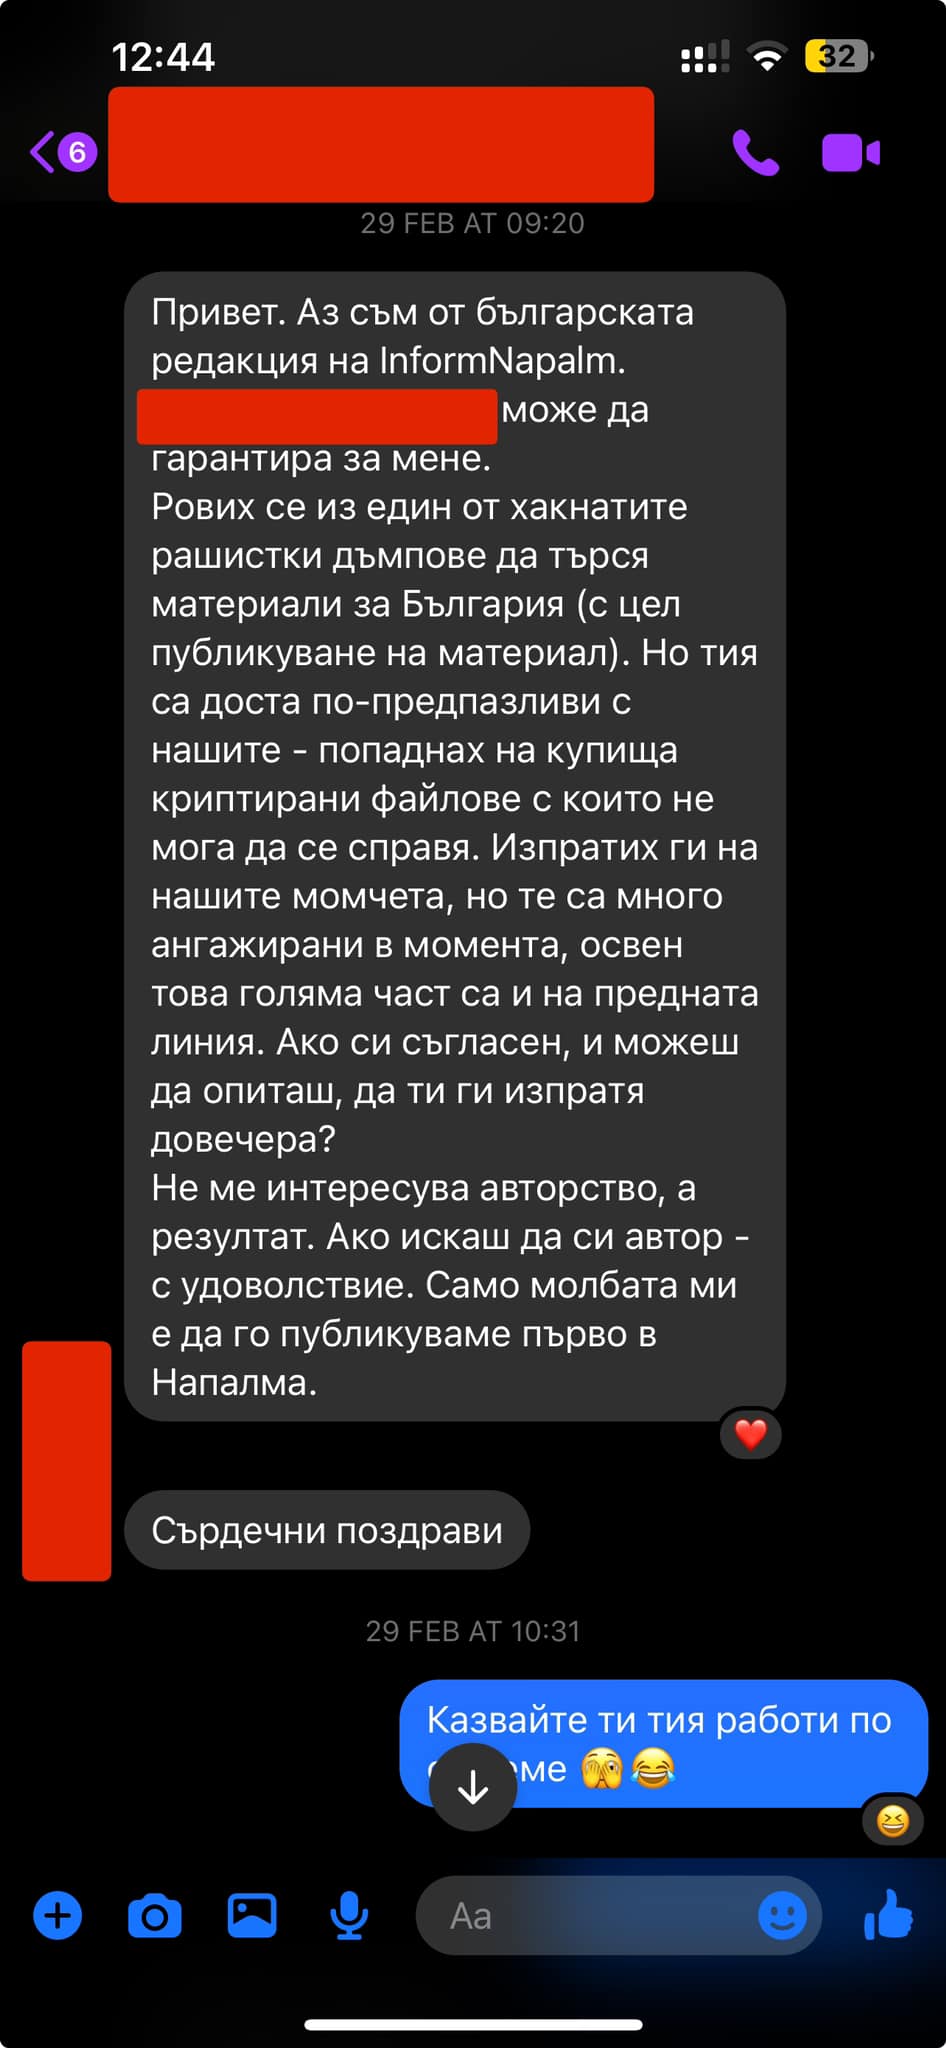 12:44
32
6
29 FEB AT 09:20
Привет. Аз съм от българската
редакция на InformNapalm.
може да
гарантира за мене.
Рових се из един от хакнатите
рашистки дъмпове да търся
материали за България (с цел
публикуване на материал). Но тия
са доста по-предпазливи с
нашите - попаднах на купища
криптирани файлове с които не
мога да се справя. Изпратих ги на
нашите момчета, но те са много
ангажирани в момента, освен
това голяма част са и на предната
линия. Ако си съгласен, и можеш
да опиташ, да ти ги изпратя
довечера?
Не ме интересува авторство, а
резултат. Ако искаш да си автор -
с удоволствие. Само молбата ми
е да го публикуваме първо в
Напалма.
❤️
Сърдечни поздрави
29 FEB AT 10:31
Казвайте ти тия работи по
🫣😂
😆
Aa